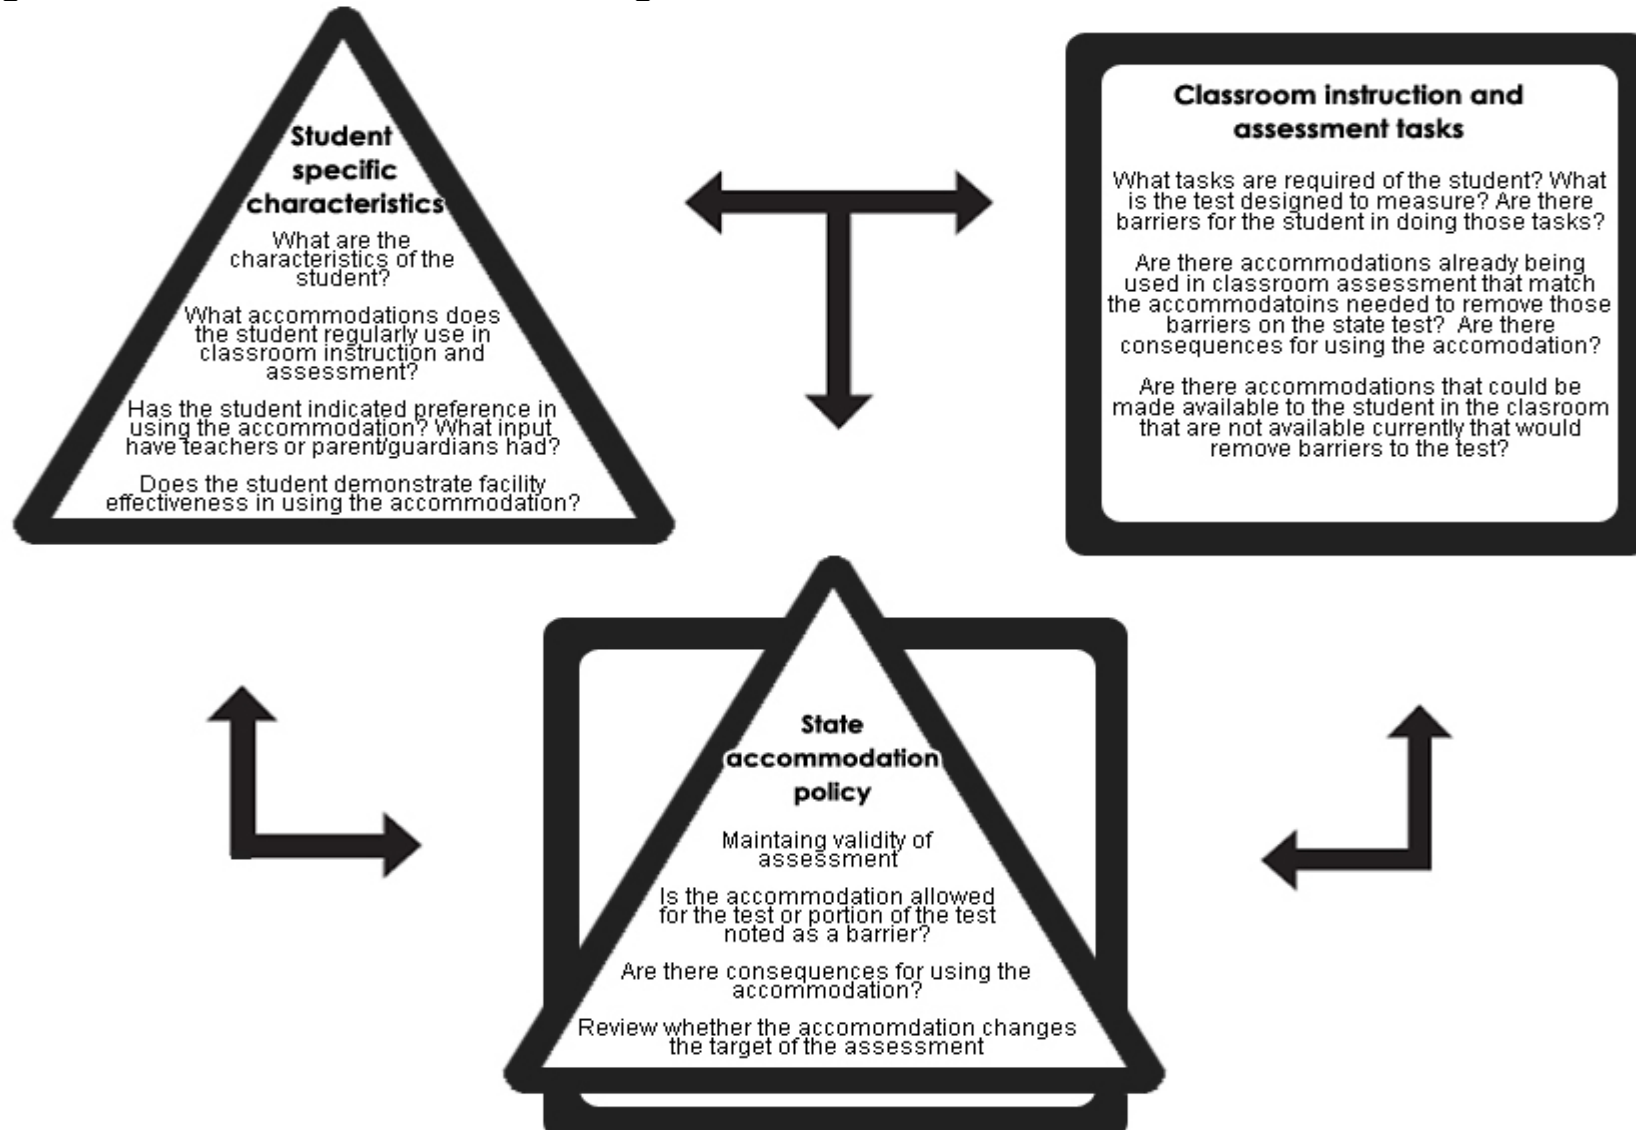 Student
specific
characteristics
What are the
characteristics of the
student?
What accommodations does
the student regularly use in
classroom instruction and
assessment?
Has the student indicated preference in
using the accommodation? What input
have teachers or parent/guardians had?
Does the student demonstrate facility
effectiveness in using the accommodation?
Classroom instruction and
assessment tasks
What tasks are required of the student? What
is the test designed to measure? Are there
barriers for the student in doing those tasks?
Are there accommodations already being
used in classroom assessment that match
the accommodatoins needed to remove those
barriers on the state test? Are there
consequences for using the accomodation?
Are there accommodations that could be
made available to the student in the clasroom
that are not available currently that would
remove barriers to the test?
State
accommodation
policy
Maintaing validity of
assessment
Is the accommodation allowed
for the test or portion of the test
noted as a barrier?
Are there consequences for using the
accommodation?
Review whether the accomomdation changes
the target of the assessment